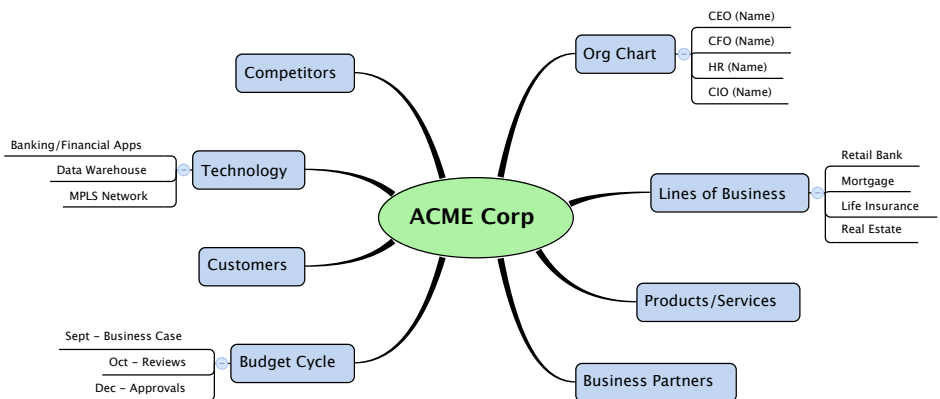 CEO (Name)
Org Chart
CFO (Name)
HR (Name)
CIO (Name)
Competitors
Banking/Financial Apps
Technology
Data Warehouse
MPLS Network
ACME Corp
Lines of Business
Retail Bank
Mortgage
Life Insurance
Real Estate
Customers
Products/Services
Sept – Business Case
Budget Cycle
Oct – Reviews
Dec – Approvals
Business Partners